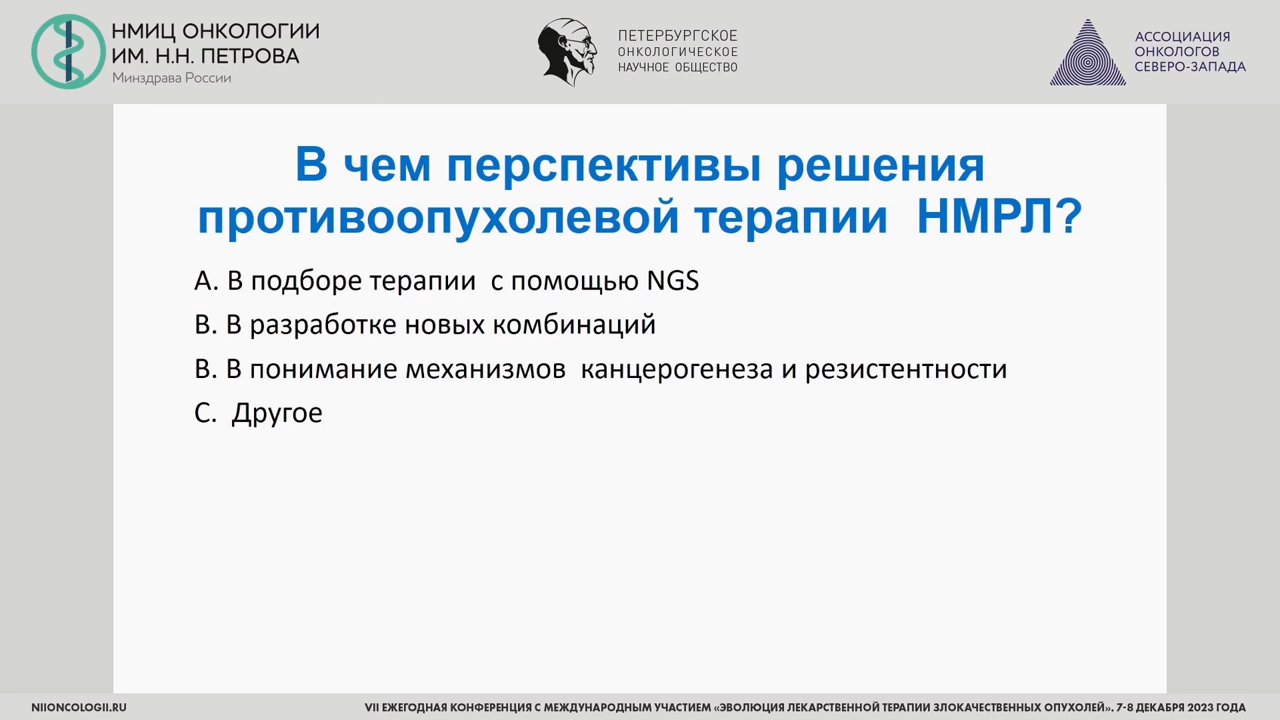 НМИЦ ОНКОЛОГИИ
ИМ. Н.Н. ПЕТРОВА
Минздрава России
ПЕТЕРБУРГСКОЕ
ОНКОЛОГИЧЕСКОЕ
НАУЧНОЕ ОБЩЕСТВО
АССОЦИАЦИЯ
ОНКОЛОГОВ
СЕВЕРО-ЗАПАДА
В чем перспективы решения
противоопухолевой терапии НМРЛ?
А. В подборе терапии с помощью NGS
В. В разработке новых комбинаций
В. В понимание механизмов канцерогенеза и резистентности
С. Другое
NIIONCOLOGII.RU
VII ЕЖЕГОДНАЯ КОНФЕРЕНЦИЯ С МЕЖДУНАРОДНЫМ УЧАСТИЕМ «ЭВОЛЮЦИЯ ЛЕКАРСТВЕННОЙ ТЕРАПИИ ЗЛОКАЧЕСТВЕННЫХ ОПУХОЛЕЙ». 7-8 ДЕКАБРЯ 2023 ГОДА